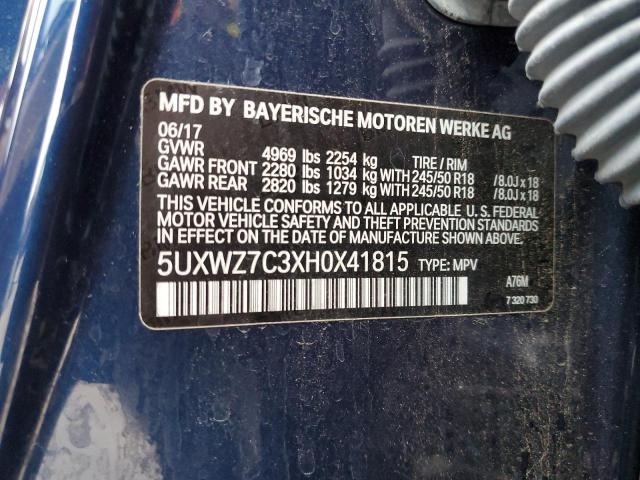 MFD BY BAYERISCHE MOTOREN WERKE AG
06/17
GVWR 4969 lbs 2254 kg TIRE / RIM
GAWR FRONT 2280 lbs 1034 kg WITH 245/50 R18 /8.0J x 18
GAWR REAR 2820 lbs 1279 kg WITH 245/50 R18 /8.0J x 18
THIS VEHICLE CONFORMS TO ALL APPLICABLE U. S. FEDERAL
MOTOR VEHICLE SAFETY AND THEFT PREVENTION STANDARDS
IN EFFECT ON THE DATE OF MANUFACTURE SHOWN ABOVE.
5UXWZ7C3XH0X41815 TYPE: MPV
A76M
7 320 730